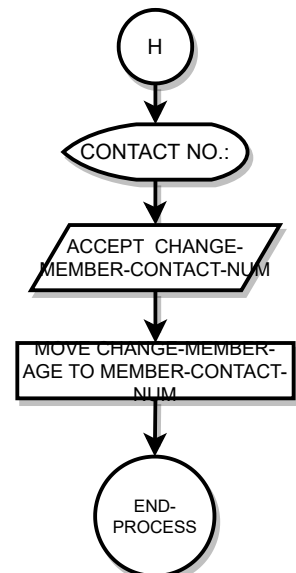 H
CONTACT NO.:
ACCEPT CHANGE-
MEMBER-CONTACT-NUM
MOVE CHANGE-MEMBER-
AGE TO MEMBER-CONTACT-
NUM
END-
PROCESS